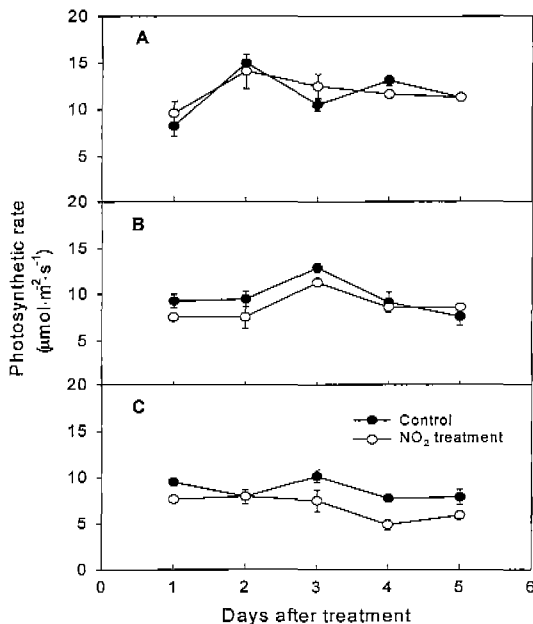 20
A
15
10
5
20
B
15
10
5
20
C
Control
NO₂ treatment
15
10
5
0
0 1 2 3 4 5 6
Days after treatment
Photosynthetic rate
(μmol·m⁻²·s⁻¹)